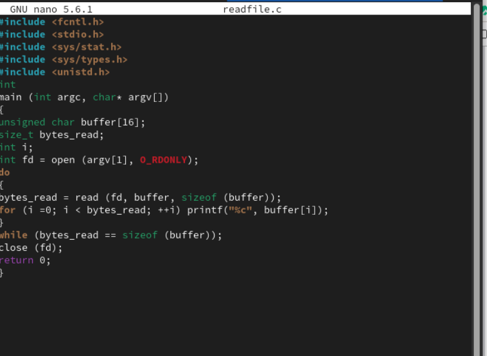 GNU nano 5.6.1 readfile.c
#include <fcntl.h>
#include <stdio.h>
#include <sys/stat.h>
#include <sys/types.h>
#include <unistd.h>
int
main (int argc, char* argv[])
{
unsigned char buffer[16];
size_t bytes_read;
int i;
int fd = open (argv[1], O_RDONLY);
do
{
bytes_read = read (fd, buffer, sizeof (buffer));
for (i =0; i < bytes_read; ++i) printf("%c", buffer[i]);
}
while (bytes_read == sizeof (buffer));
close (fd);
return 0;
}